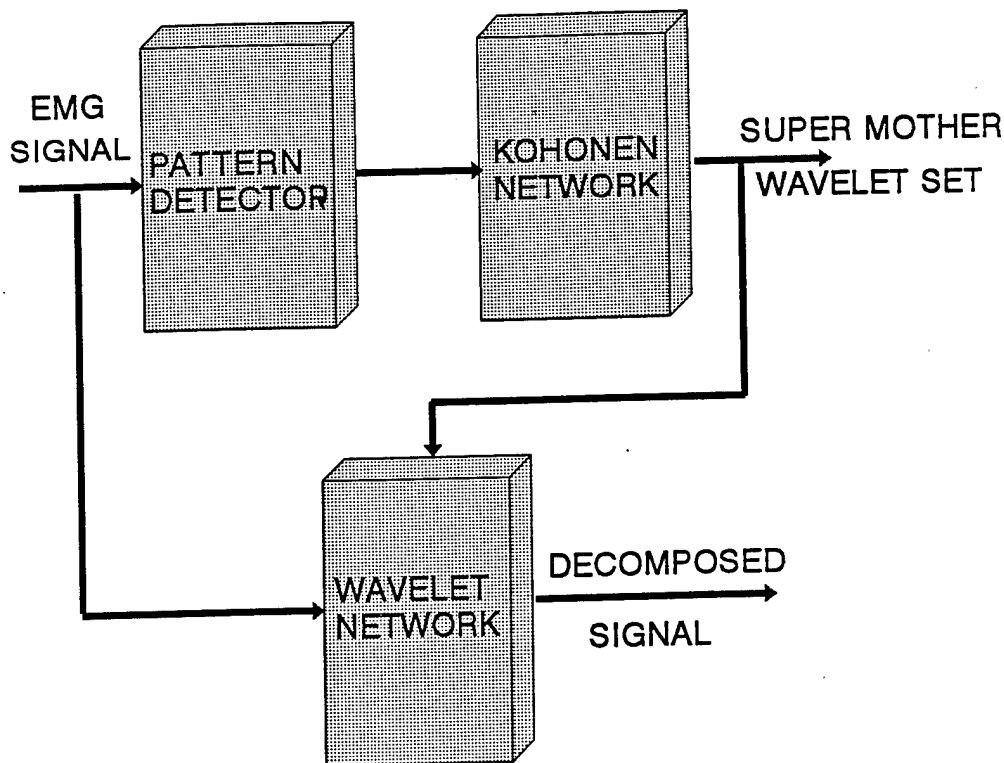 EMG
SIGNAL
PATTERN
DETECTOR
KOHONEN
NETWORK
SUPER MOTHER
WAVELET SET
WAVELET
NETWORK
DECOMPOSED
SIGNAL